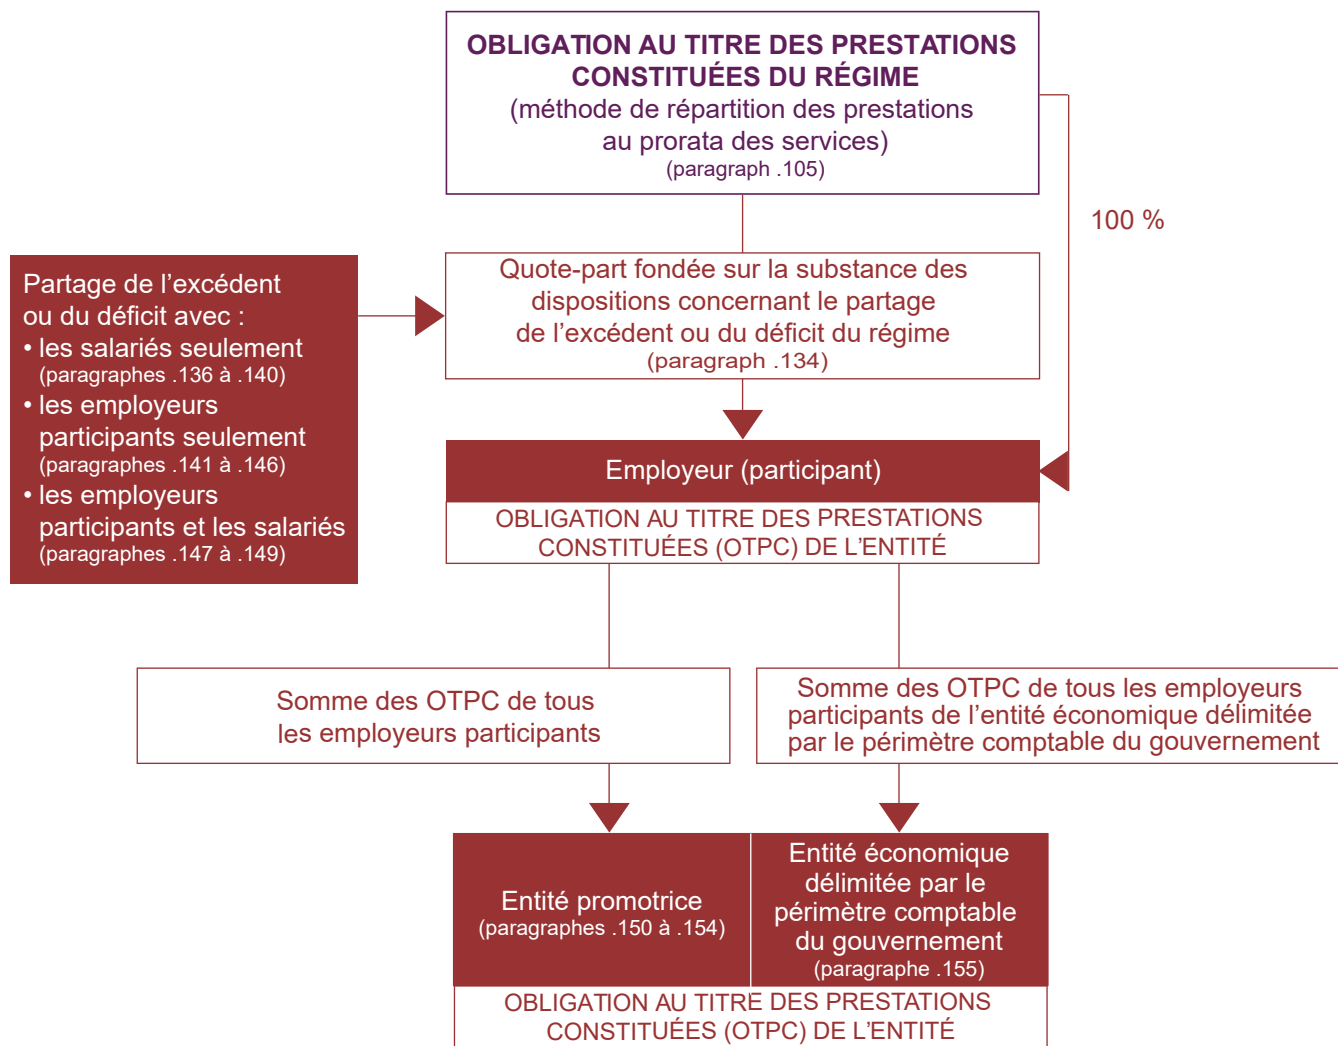 OBLIGATION AU TITRE DES PRESTATIONS
CONSTITUÉES DU RÉGIME
(méthode de répartition des prestations
au prorata des services)
(paragraph .105)
100 %
Partage de l’excédent
ou du déficit avec :
• les salariés seulement
(paragraphes .136 à .140)
• les employeurs
participants seulement
(paragraphes .141 à .146)
• les employeurs
participants et les salariés
(paragraphes .147 à .149)
Quote-part fondée sur la substance des
dispositions concernant le partage
de l’excédent ou du déficit du régime
(paragraph .134)
Employeur (participant)
OBLIGATION AU TITRE DES PRESTATIONS
CONSTITUÉES (OTPC) DE L’ENTITÉ
Somme des OTPC de tous
les employeurs participants
Somme des OTPC de tous les employeurs
participants de l’entité économique délimitée
par le périmètre comptable du gouvernement
Entité promotrice
(paragraphes .150 à .154)
Entité économique
délimitée par le
périmètre comptable
du gouvernement
(paragraphe .155)
OBLIGATION AU TITRE DES PRESTATIONS
CONSTITUÉES (OTPC) DE L’ENTITÉ